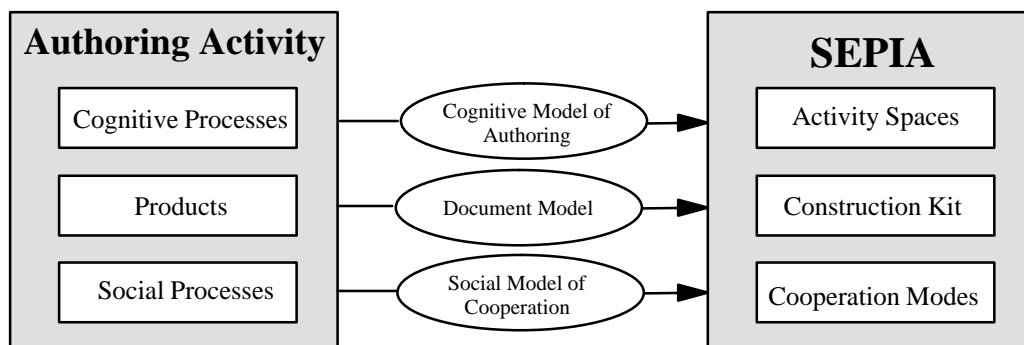 Authoring Activity
SEPIA
Cognitive Processes
Cognitive Model of
Authoring
Activity Spaces
Products
Document Model
Construction Kit
Social Processes
Social Model of
Cooperation
Cooperation Modes